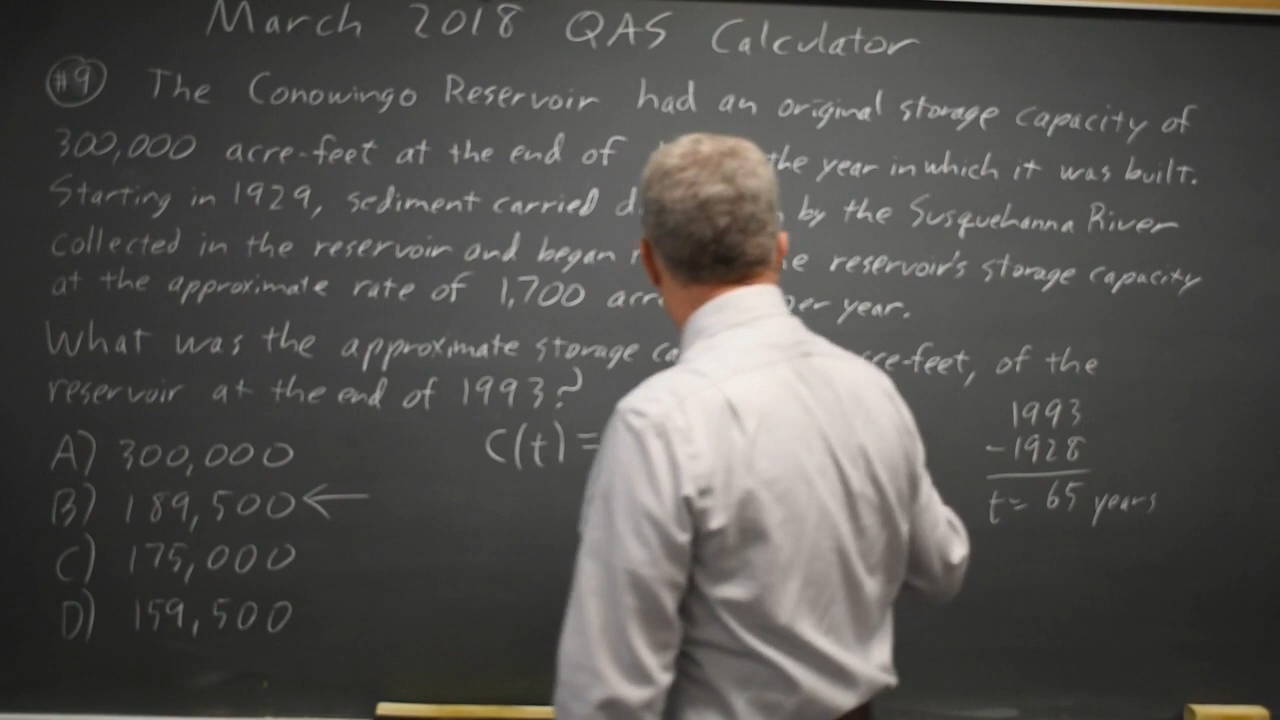 March 2018 QAS Calculator
#9 The Conowingo Reservoir had an original storage capacity of
300,000 acre-feet at the end of the year in which it was built.
Starting in 1929, sediment carried by the Susquehanna River
collected in the reservoir and began reservoir's storage capacity
at the approximate rate of 1,700 per year.
What was the approximate storage of the
reservoir at the end of 1993?
A) 300,000
B) 189,500 ←
C) 175,000
D) 159,500
C(t) =
1993
-1928
t = 65 years